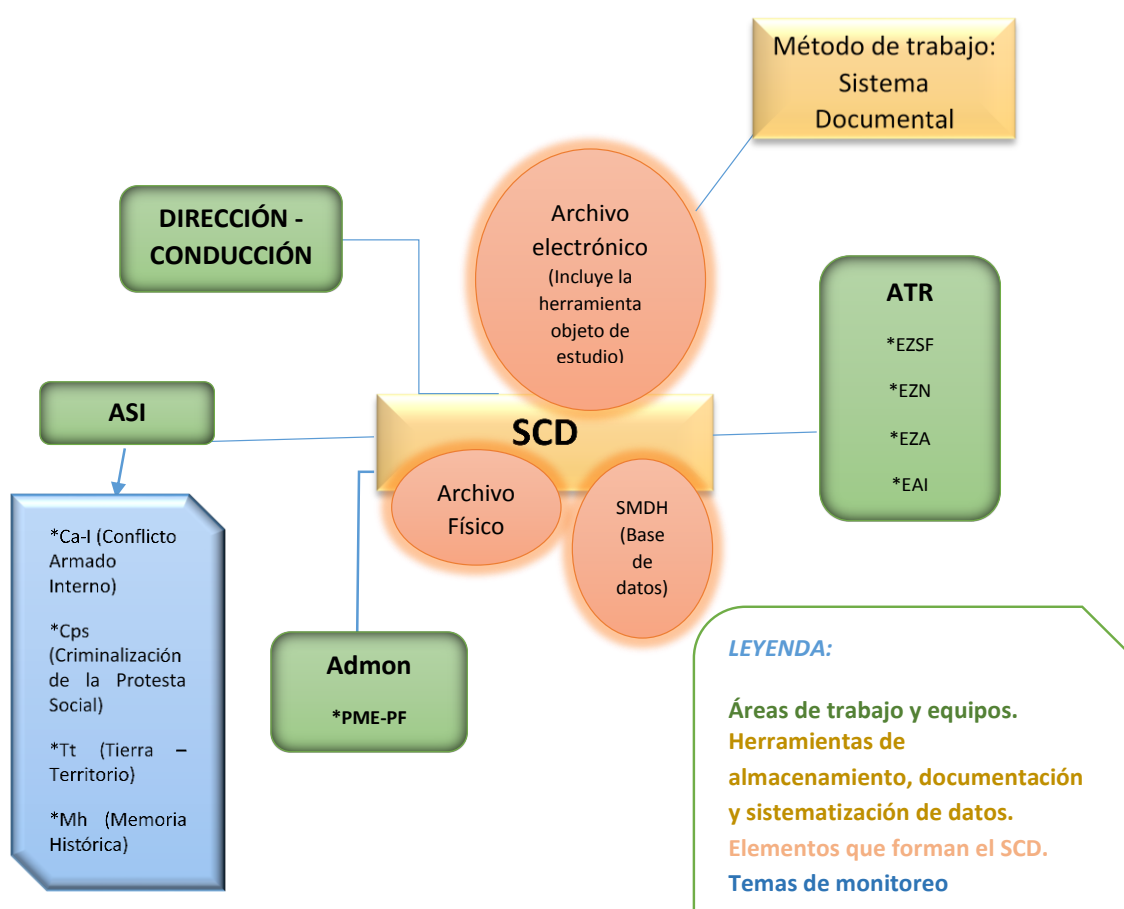 Método de trabajo:
Sistema
Documental
Archivo
electrónico
(Incluye la
herramienta
objeto de
estudio)
DIRECCIÓN -
CONDUCCIÓN
ATR
*EZSF
*EZN
*EZA
*EAI
ASI
SCD
Archivo
Físico
SMDH
(Base
de
datos)
*Ca-I (Conflicto
Armado
Interno)
*Cps
(Criminalización
de la Protesta
Social)
*Tt (Tierra –
Territorio)
*Mh (Memoria
Histórica)
Admon
*PME-PF
LEYENDA:
Áreas de trabajo y equipos.
Herramientas de
almacenamiento, documentación
y sistematización de datos.
Elementos que forman el SCD.
Temas de monitoreo